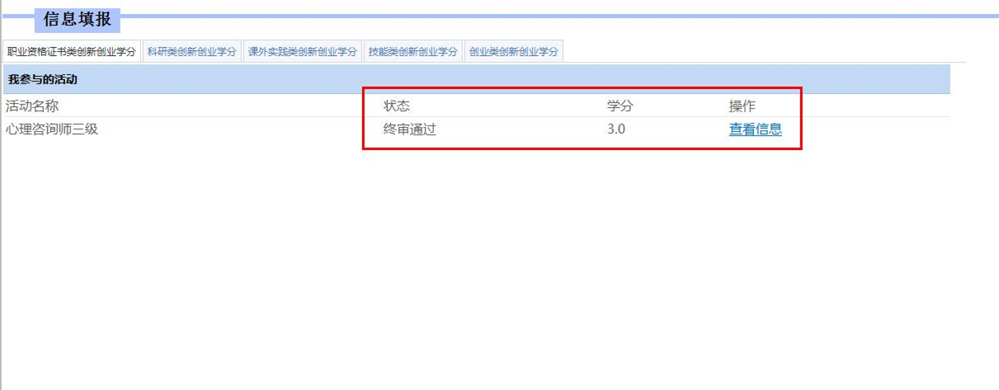 信息填报
职业资格证书类创新创业学分 科研类创新创业学分 课外实践类创新创业学分 技能类创新创业学分 创业类创新创业学分
我参与的活动
活动名称 状态 学分 操作
心理咨询师三级 终审通过 3.0 查看信息